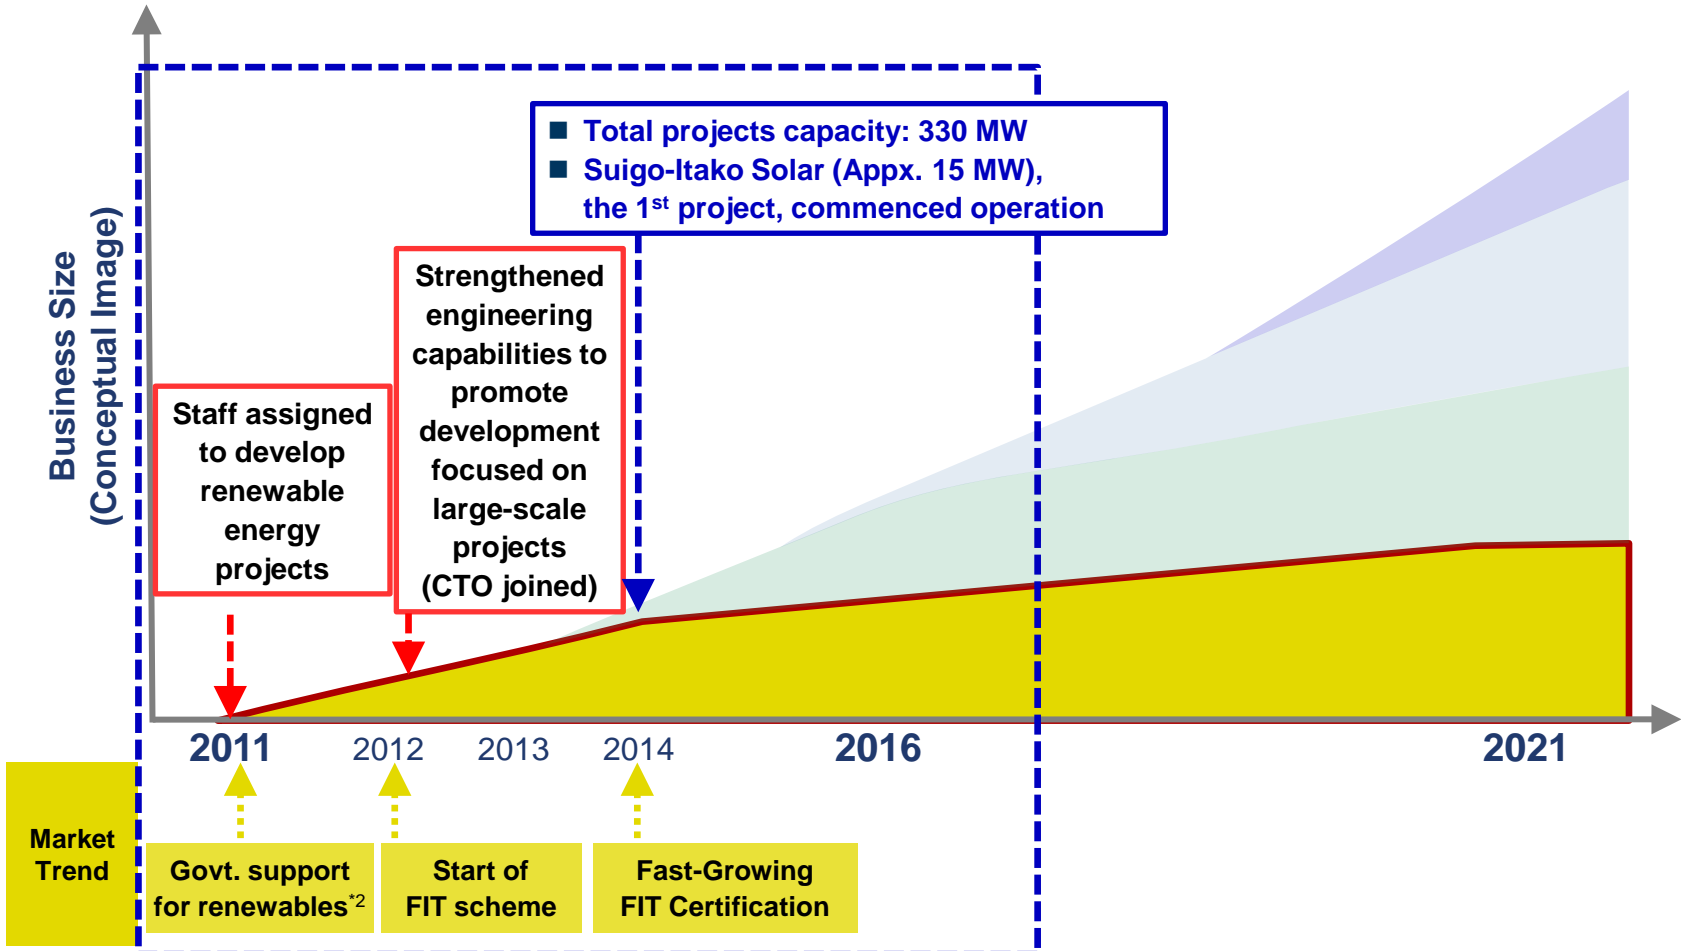 Business Size
(Conceptual Image)
■ Total projects capacity: 330 MW
■ Suigo-Itako Solar (Appx. 15 MW),
the 1st project, commenced operation
Staff assigned
to develop
renewable
energy
projects
Strengthened
engineering
capabilities to
promote
development
focused on
large-scale
projects
(CTO joined)
2011
2012
2013
2014
2016
2021
Market
Trend
Govt. support
for renewables*2
Start of
FIT scheme
Fast-Growing
FIT Certification